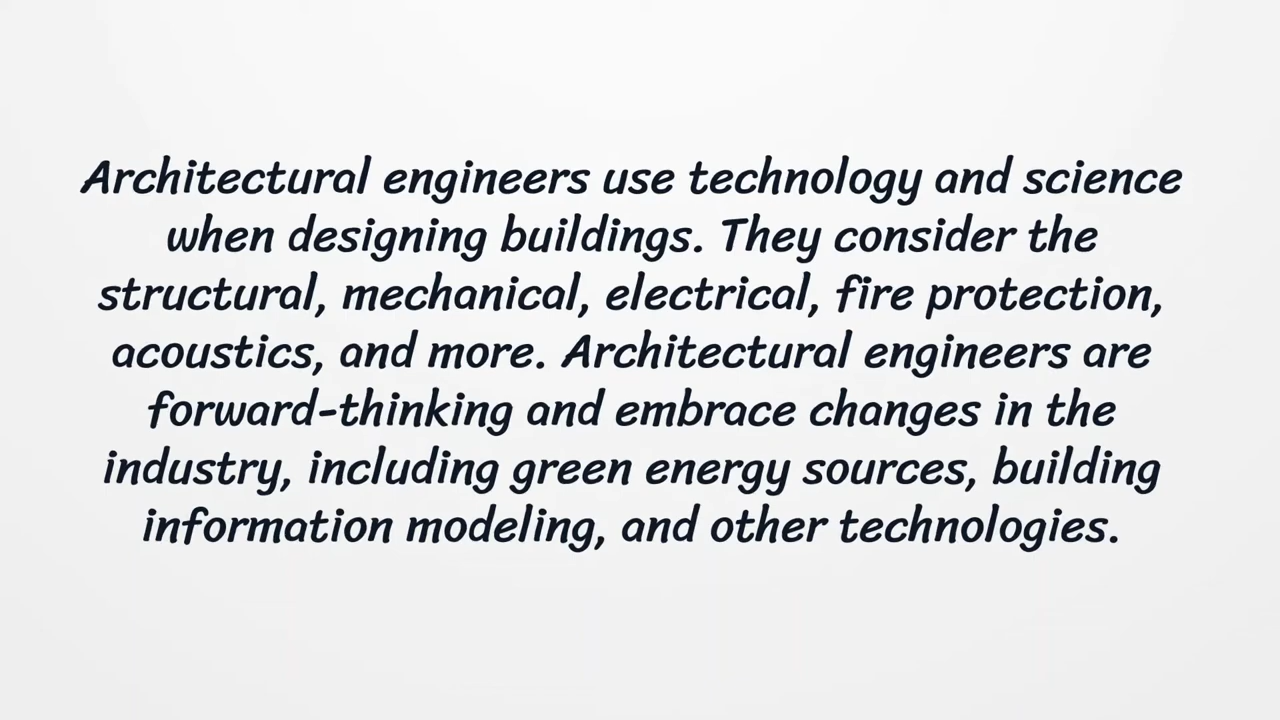 Architectural engineers use technology and science
when designing buildings. They consider the
structural, mechanical, electrical, fire protection,
acoustics, and more. Architectural engineers are
forward-thinking and embrace changes in the
industry, including green energy sources, building
information modeling, and other technologies.